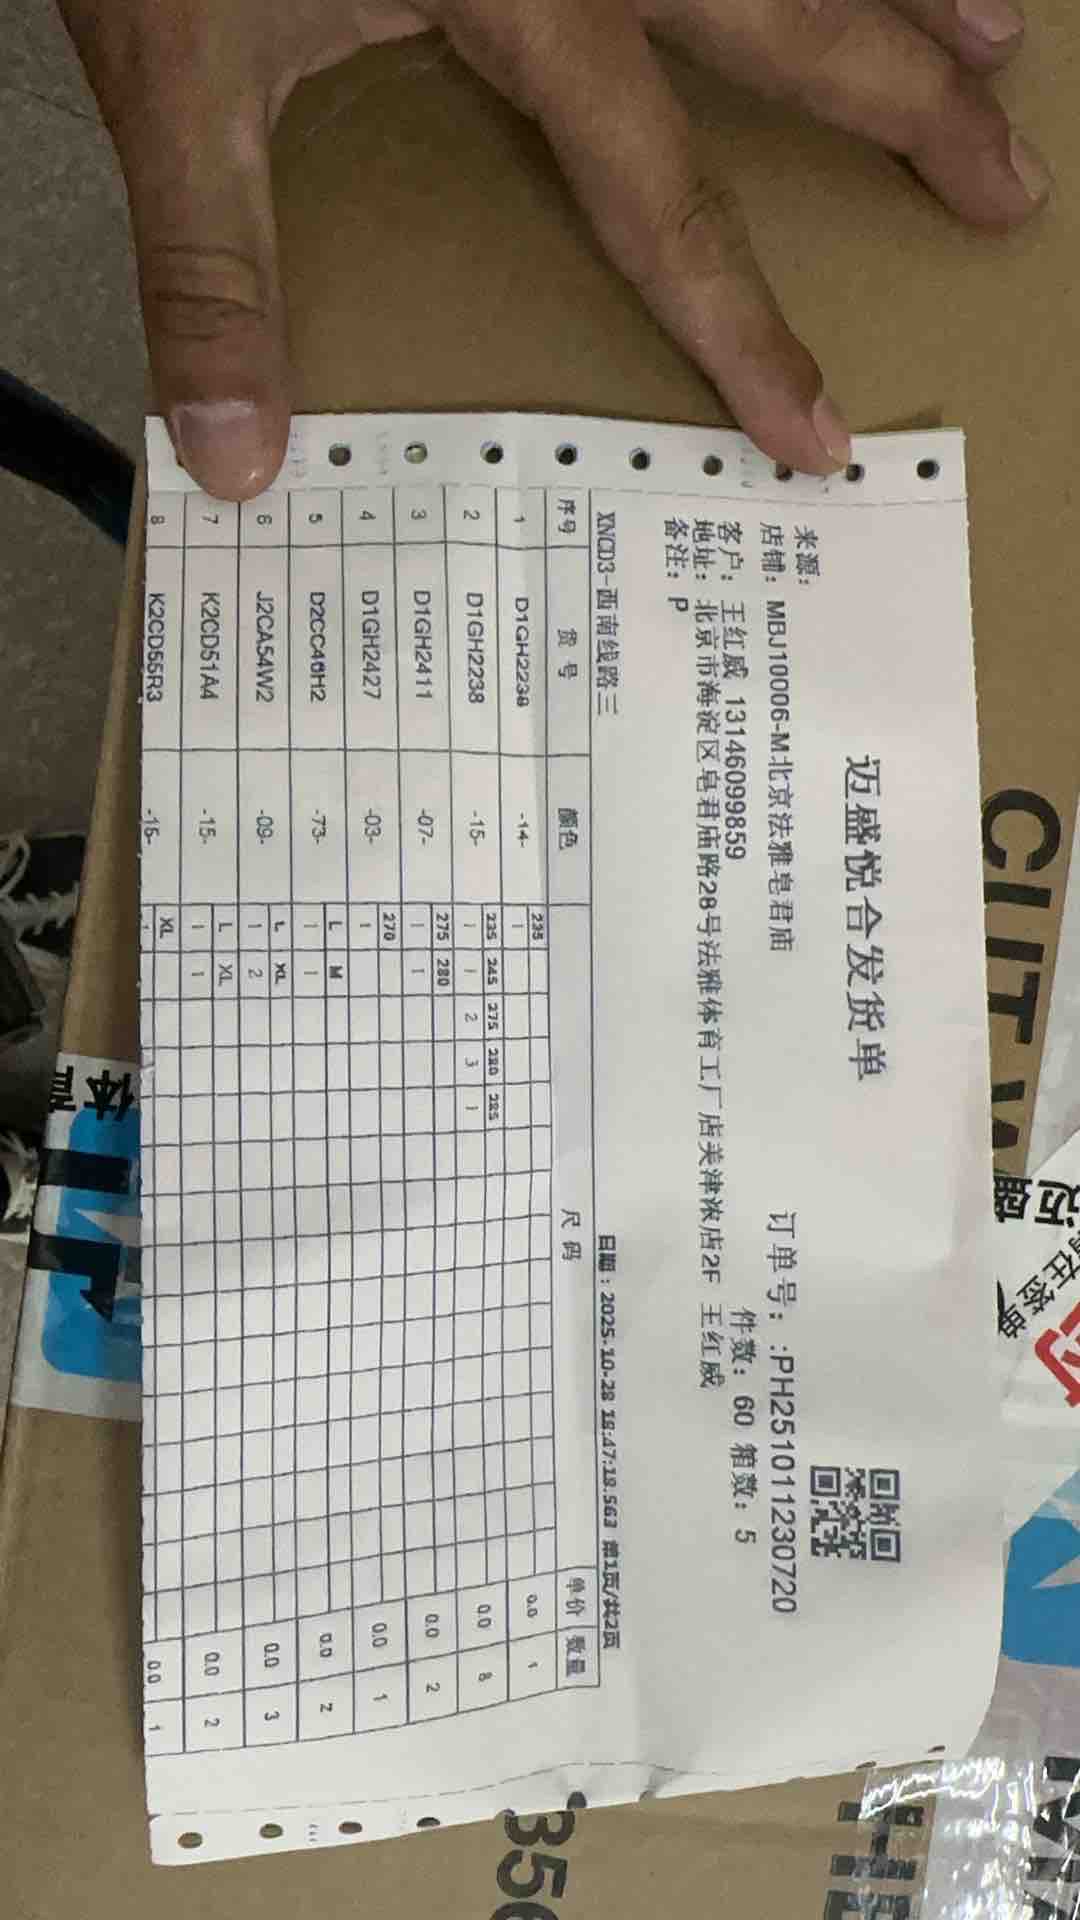 迈盛悦合发货单
来源：
店铺：MBJ10006-M北京法雅皂君庙 订单号：:PH251011230720
客户：王红威 13146099859 件数：60 箱数：5
地址：北京市海淀区皂君庙路28号法雅体育工厂店美津浓店2F 王红威
备注：P
XNCD3-西南线路三 日期：2025-10-28 18:47:18.563 第1页/共2页
序号 货号 颜色 尺码 单价 数量
235
1 D1GH2238 -14- 1 0.0 1
235 245 275 280 285
2 D1GH2238 -15- 1 1 2 3 1 0.0 8
275 280
3 D1GH2411 -07- 1 1 0.0 2
270
4 D1GH2427 -03- 1 0.0 1
L M
5 D2CC46H2 -73- 1 1 0.0 2
L XL
6 J2CA54W2 -09- 1 2 0.0 3
L XL
7 K2CD51A4 -15- 1 1 0.0 2
XL
8 K2CD55R3 -15- 1 0.0 1
CUT
356